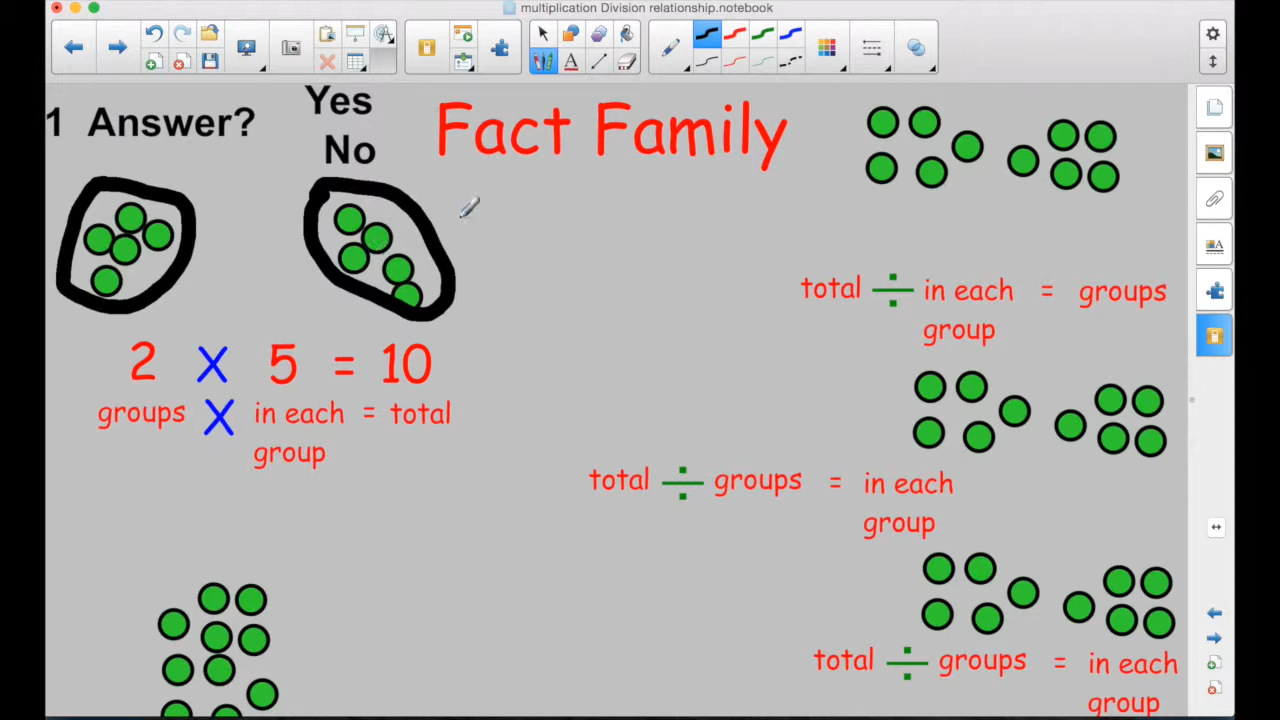 multiplication Division relationship.notebook
1 Answer?
Yes
No
Fact Family
2 X 5 = 10
groups X in each = total
group
total ÷ in each = groups
group
total ÷ groups = in each
group
total ÷ groups = in each
group